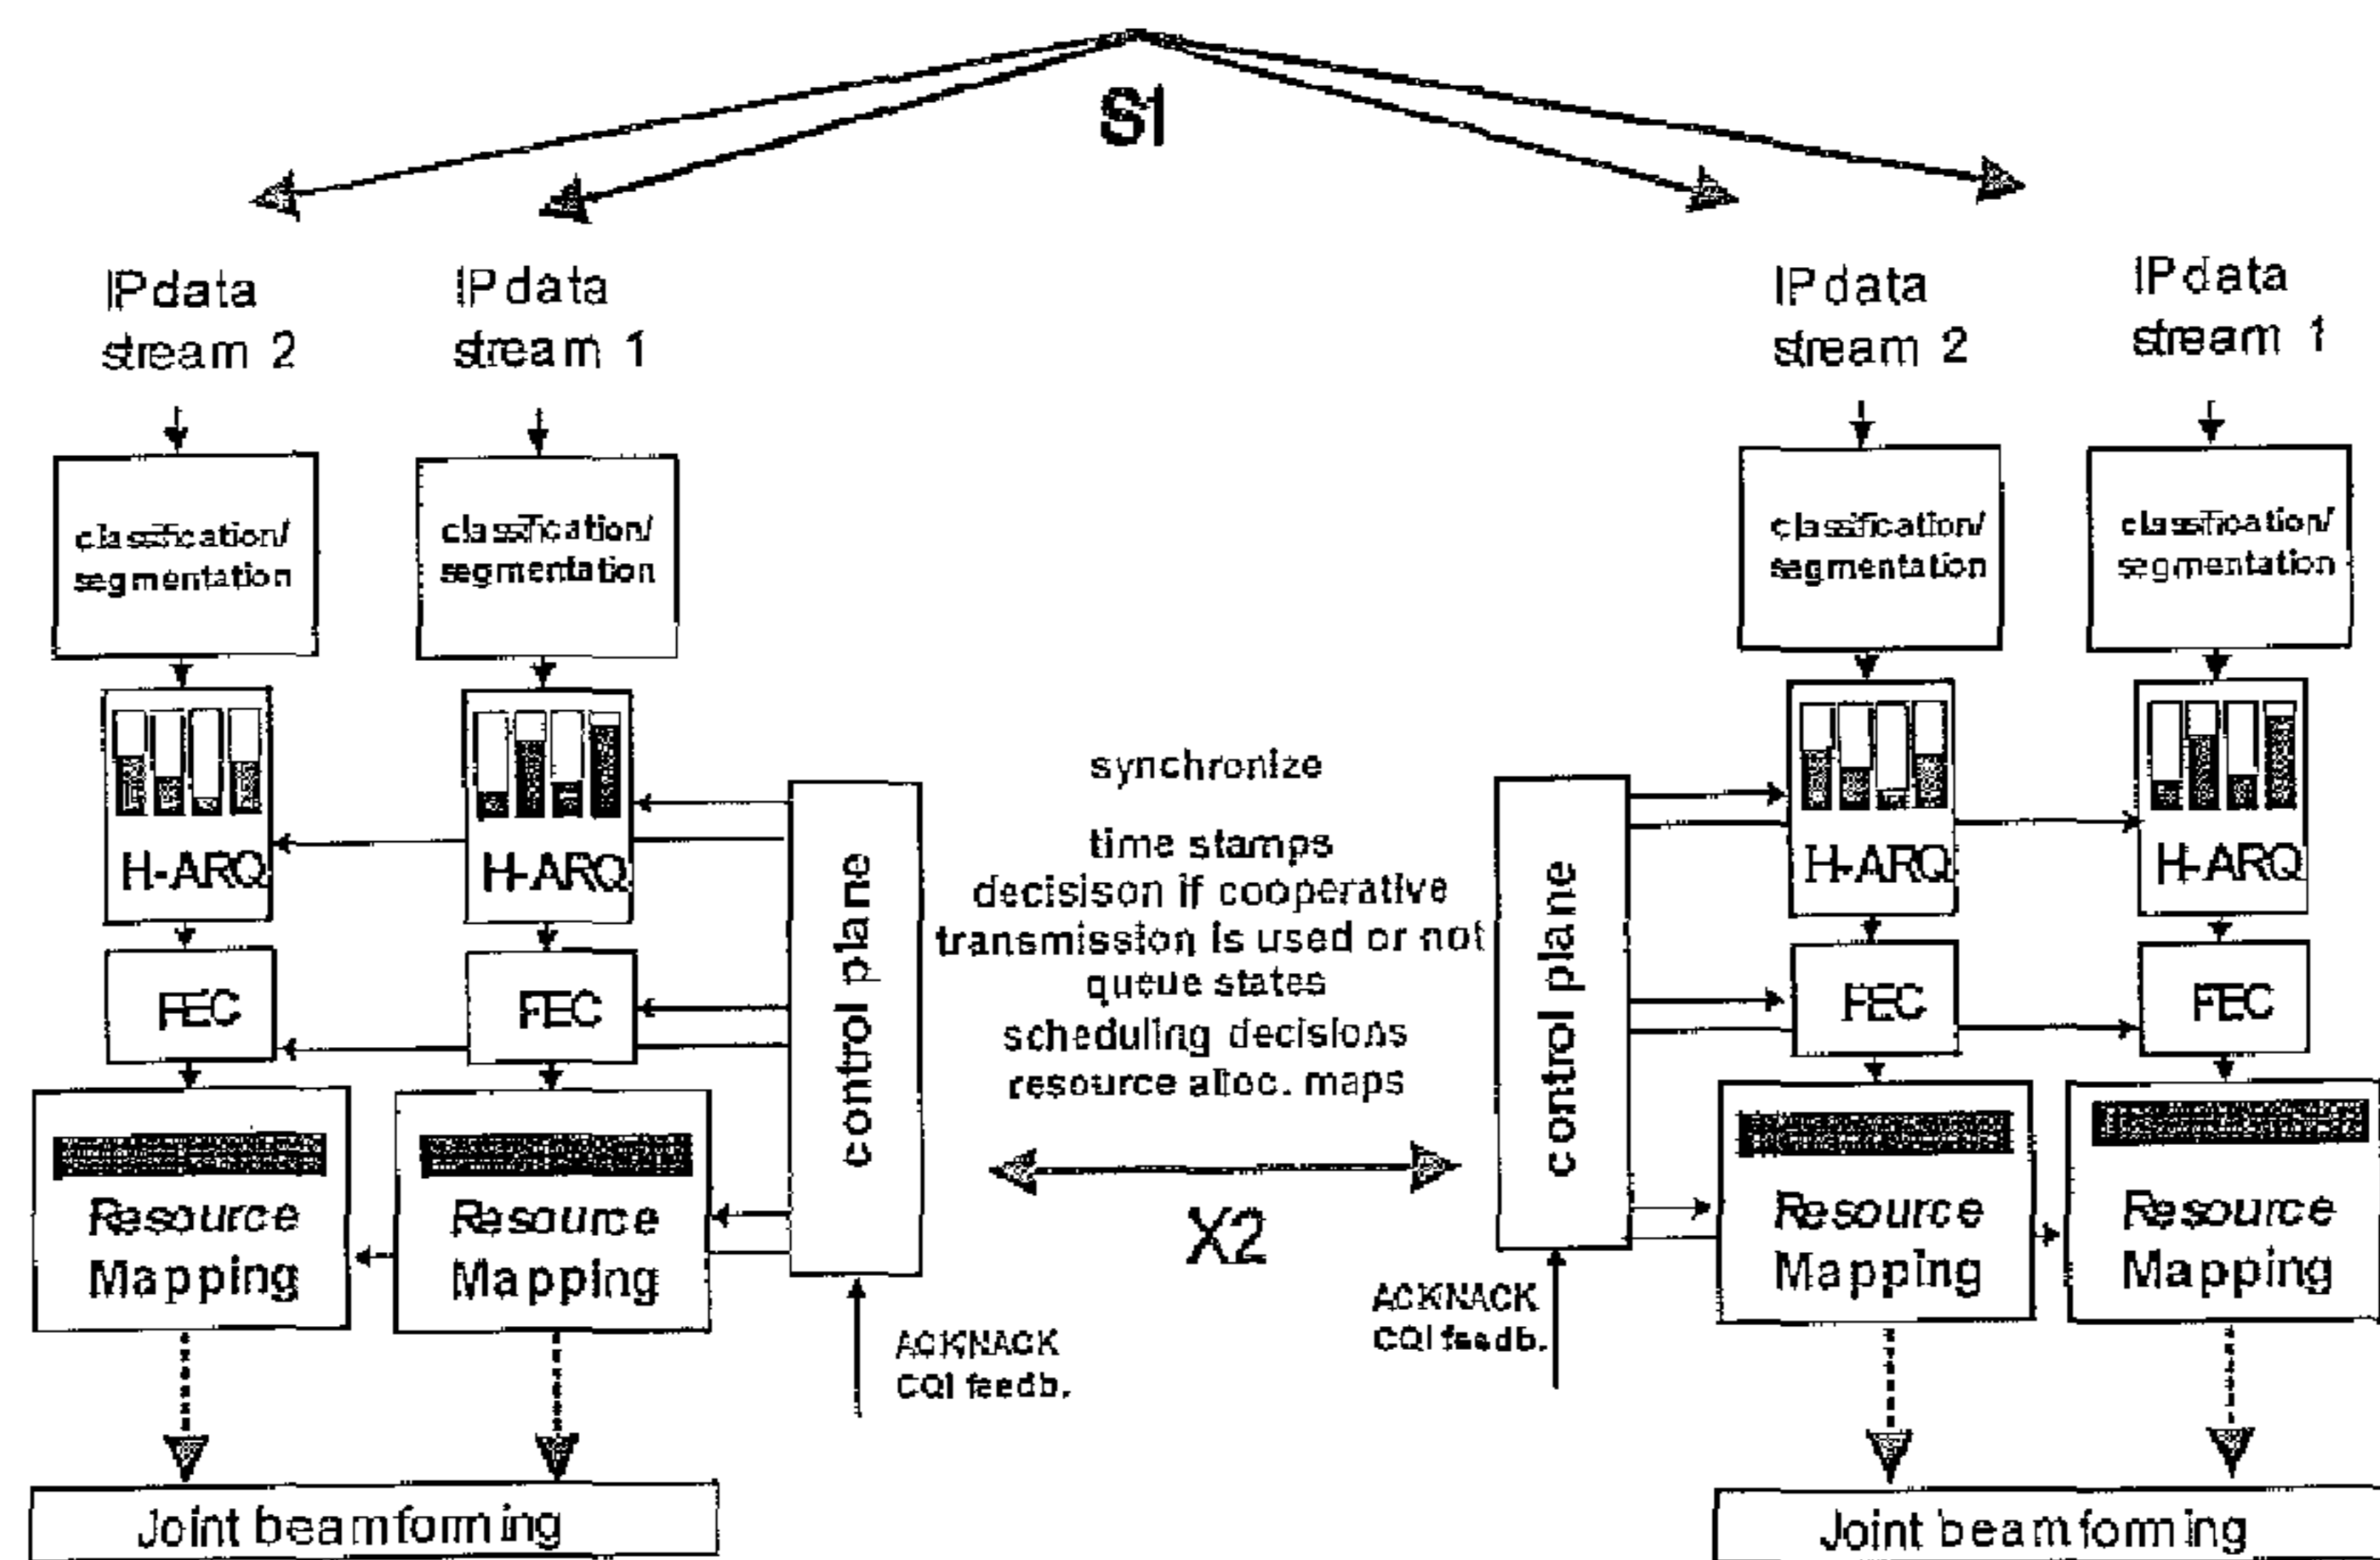 S1
IP data
stream 2
IP data
stream 1
IP data
stream 2
IP data
stream 1
classification/
segmentation
classification/
segmentation
classification/
segmentation
classification/
segmentation
H-ARQ
H-ARQ
H-ARQ
H-ARQ
FEC
FEC
FEC
FEC
control plane
synchronize
time stamps
decisison if cooperative
transmission is used or not
queue states
scheduling decisions
resource alloc. maps
X2
control plane
Resource
Mapping
Resource
Mapping
Resource
Mapping
Resource
Mapping
ACK/NACK
CQI feedb.
ACK/NACK
CQI feedb.
Joint beamforming
Joint beamforming